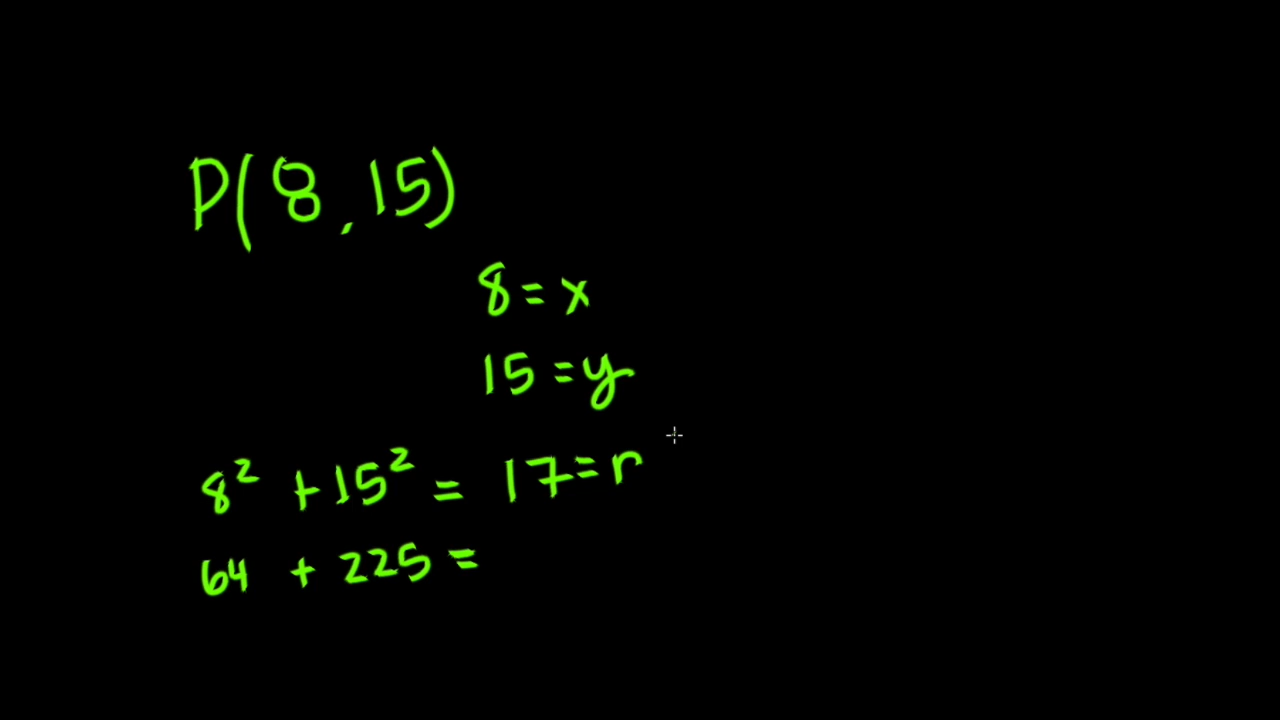 P(8,15)
8=x
15=y
8² +15² = 17=r
64 + 225 =